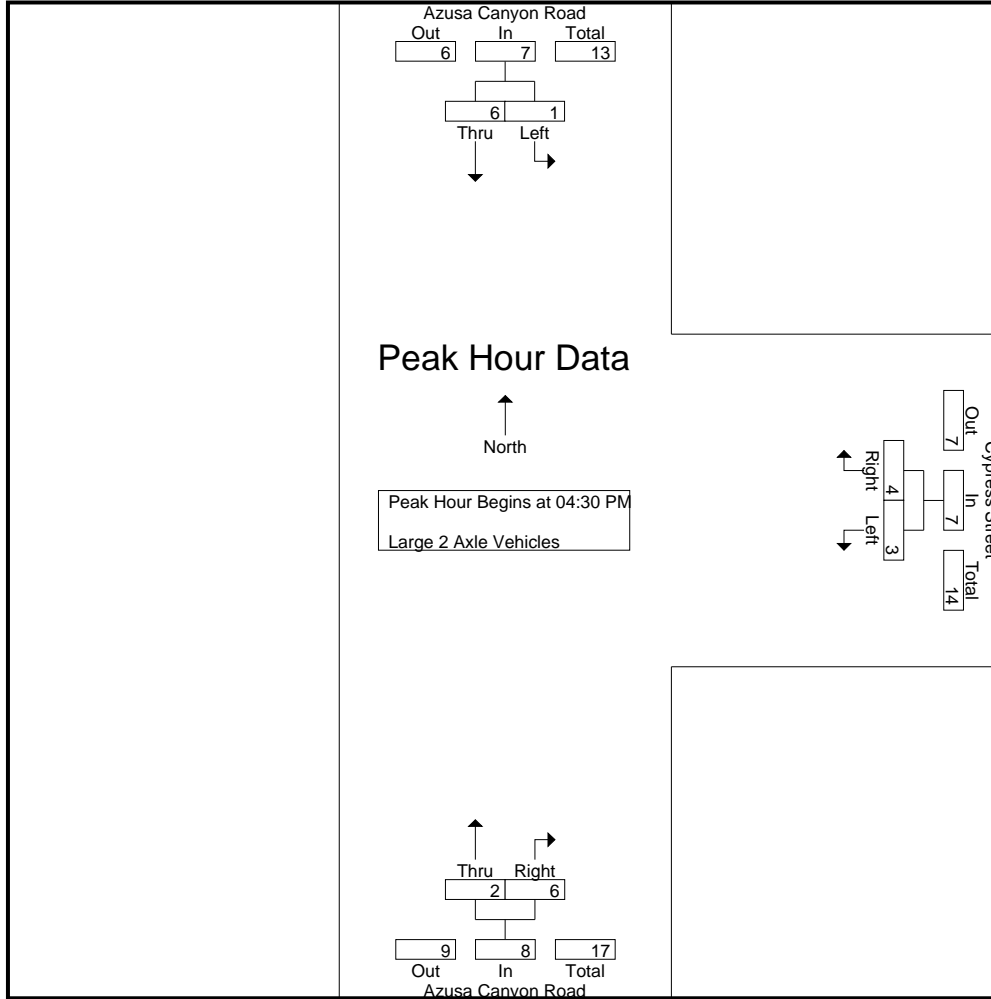 Azusa Canyon Road
Out In Total
6 7 13
6 1
Thru Left
Peak Hour Data
North
Peak Hour Begins at 04:30 PM
Large 2 Axle Vehicles
Cypress Street
Out In Total
7 7 14
4 3
Right Left
Thru Right
2 6
9 8 17
Out In Total
Azusa Canyon Road